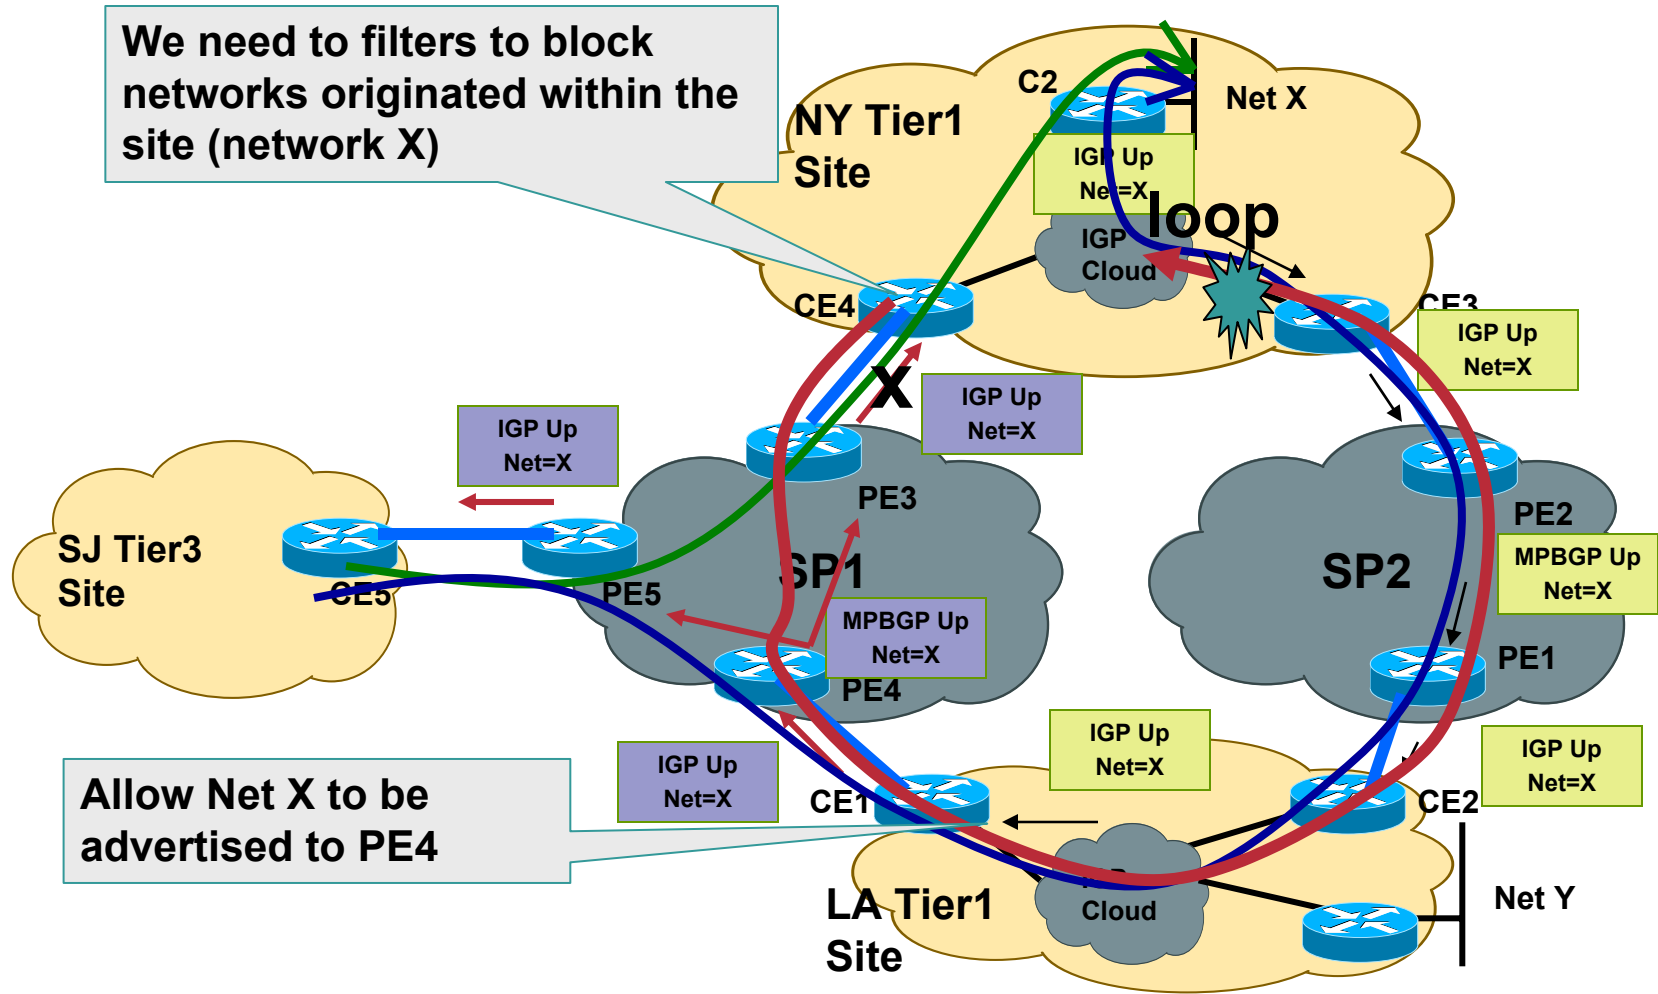 We need to filters to block
networks originated within the
site (network X)
C2
Net X
NY Tier1
Site
IGP Up
Net=X
loop
IGP
Cloud
CE4
CE3
IGP Up
Net=X
X
IGP Up
Net=X
IGP Up
Net=X
PE3
PE2
SJ Tier3
Site
CE5
PE5
SP1
SP2
MPBGP Up
Net=X
MPBGP Up
Net=X
PE4
PE1
IGP Up
Net=X
IGP Up
Net=X
IGP Up
Net=X
Allow Net X to be
advertised to PE4
CE1
CE2
IGP
Cloud
LA Tier1
Site
Net Y